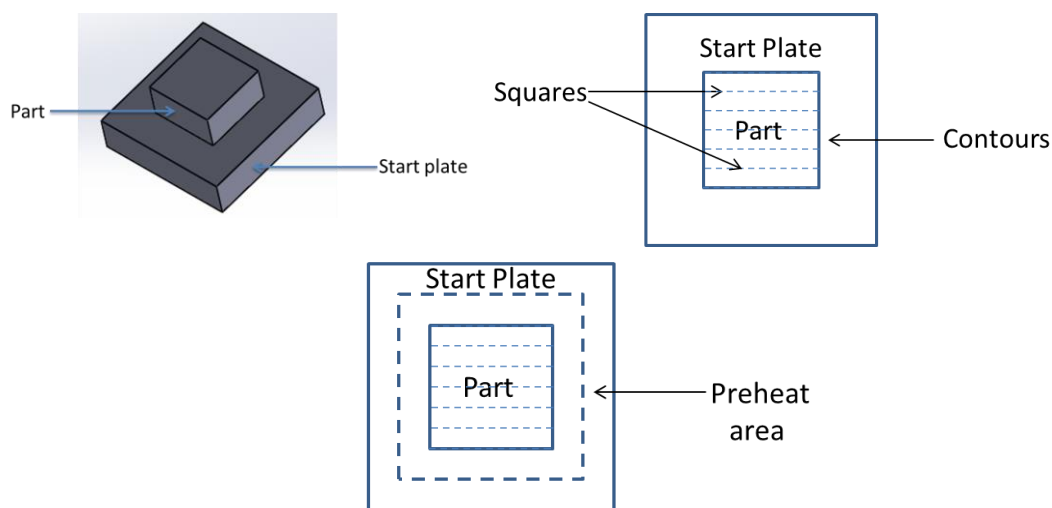 Part
Start plate
Start Plate
Squares
Part
Contours
Start Plate
Part
Preheat
area